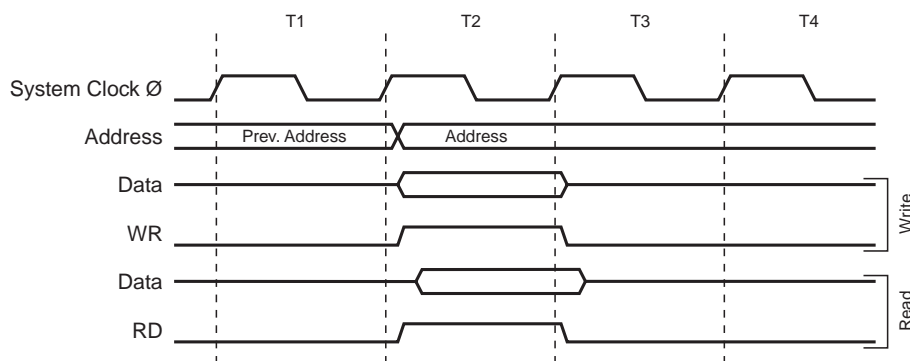 T1 T2 T3 T4
System Clock Ø
Address Prev. Address Address
Data
WR
Write
Data
RD
Read